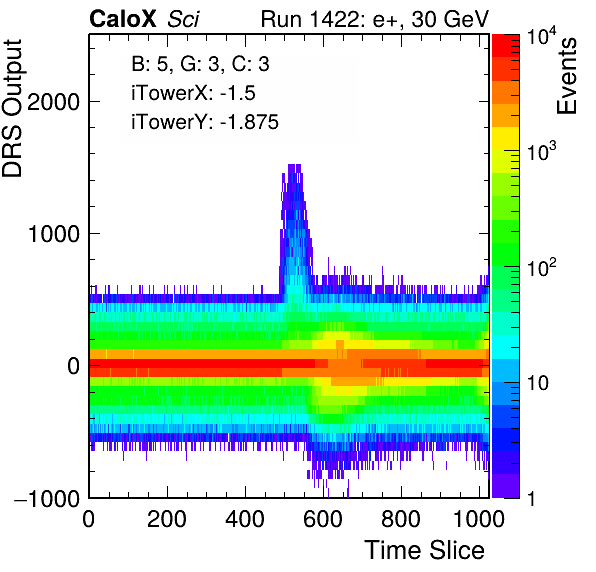 CaloX Sci Run 1422: e+, 30 GeV
B: 5, G: 3, C: 3
iTowerX: -1.5
iTowerY: -1.875
DRS Output
2000
1000
0
−1000
0 200 400 600 800 1000
Time Slice
Events
10^4
10^3
10^2
10
1